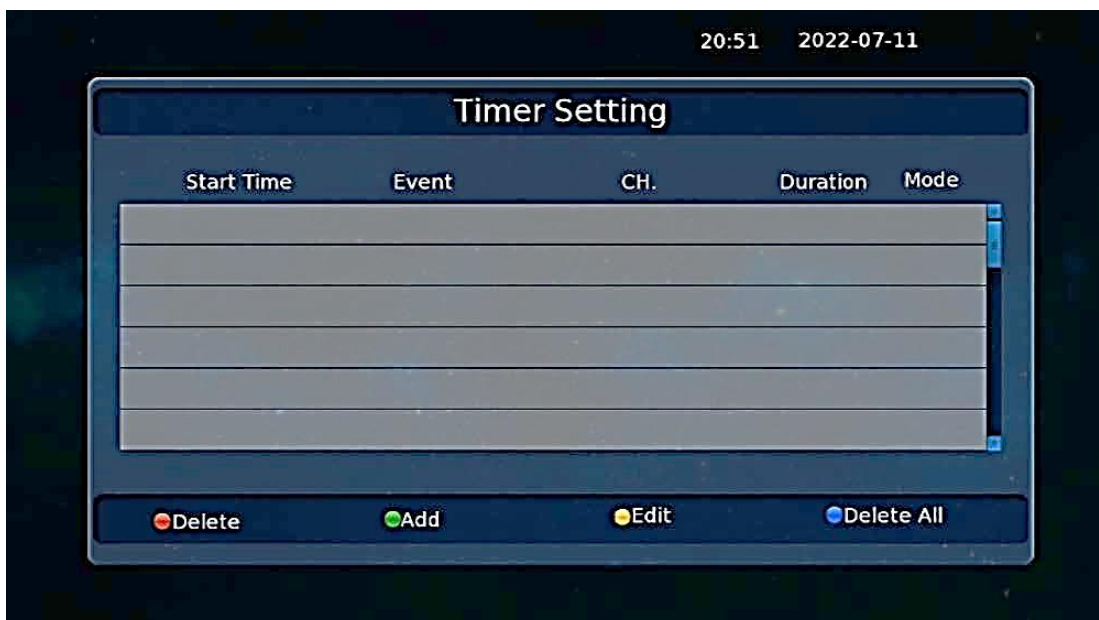 20:51 2022-07-11
Timer Setting
Start Time Event CH. Duration Mode
Delete Add Edit Delete All